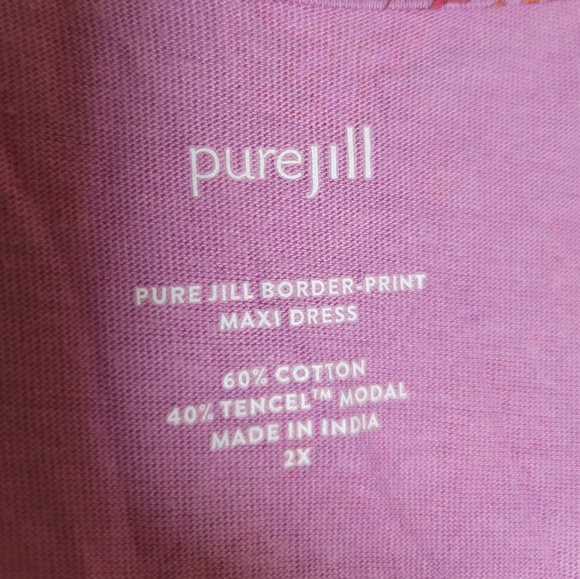 purejill
PURE JILL BORDER-PRINT
MAXI DRESS
60% COTTON
40% TENCEL™ MODAL
MADE IN INDIA
2X